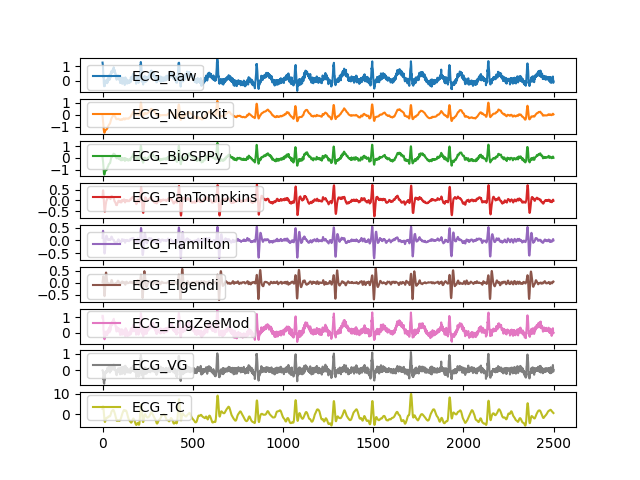 1
0
ECG_Raw
1
0
−1
ECG_NeuroKit
1
0
−1
ECG_BioSPPy
0.5
0.0
−0.5
ECG_PanTompkins
0.5
0.0
−0.5
ECG_Hamilton
0.5
0.0
−0.5
ECG_Elgendi
1
0
ECG_EngZeeMod
1
0
ECG_VG
10
0
ECG_TC
0 500 1000 1500 2000 2500